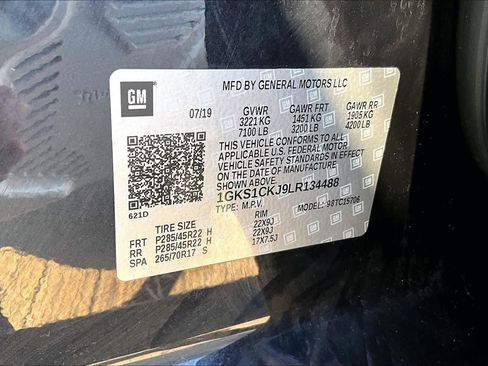 GM
MFD BY GENERAL MOTORS LLC
07/19 GVWR GAWR FRT GAWR RR
3221 KG 1451 KG 1905 KG
7100 LB 3200 LB 4200 LB
THIS VEHICLE CONFORMS TO ALL
APPLICABLE U.S. FEDERAL MOTOR
VEHICLE SAFETY STANDARDS IN EFFECT
ON THE DATE OF MANUFACTURE
SHOWN ABOVE.
1GKS1CKJ9LR134488
TYPE: M.P.V. MODEL: 98TC15706
621D
TIRE SIZE RIM
FRT P285/45R22 H 22X9J
RR P285/45R22 H 22X9J
SPA 265/70R17 S 17X7.5J